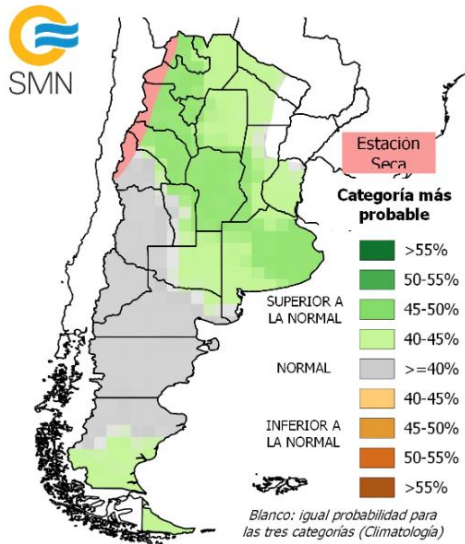 SMN
Estación
Seca
Categoría más
probable
>55%
50-55%
45-50%
SUPERIOR A
LA NORMAL
40-45%
NORMAL
>=40%
40-45%
INFERIOR A
LA NORMAL
45-50%
50-55%
>55%
Blanco: igual probabilidad para
las tres categorías (Climatología)